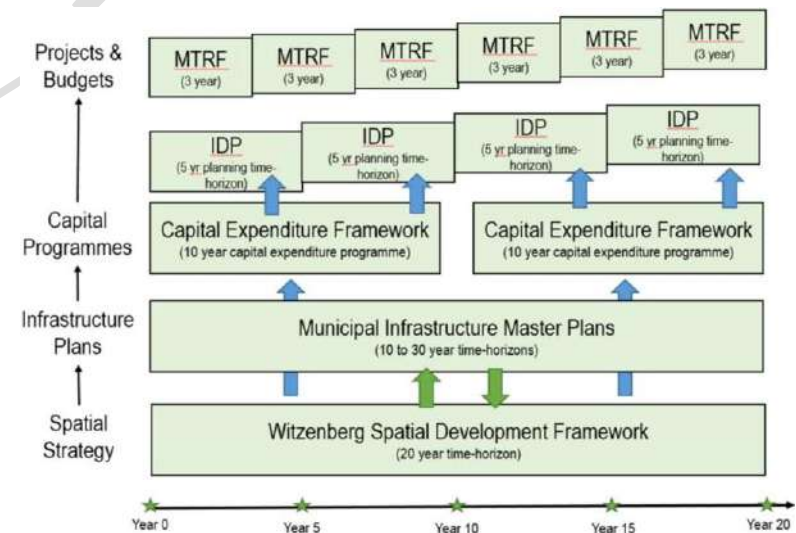 Projects &
Budgets
MTRF
(3 year)
MTRF
(3 year)
MTRF
(3 year)
MTRF
(3 year)
MTRF
(3 year)
MTRF
(3 year)
IDP
(5 yr planning time-
horizon)
IDP
(5 yr planning time-
horizon)
IDP
(5 yr planning time-
horizon)
IDP
(5 yr planning time-
horizon)
Capital
Programmes
Capital Expenditure Framework
(10 year capital expenditure programme)
Capital Expenditure Framework
(10 year capital expenditure programme)
Infrastructure
Plans
Municipal Infrastructure Master Plans
(10 to 30 year time-horizons)
Spatial
Strategy
Witzenberg Spatial Development Framework
(20 year time-horizon)
Year 0
Year 5
Year 10
Year 15
Year 20